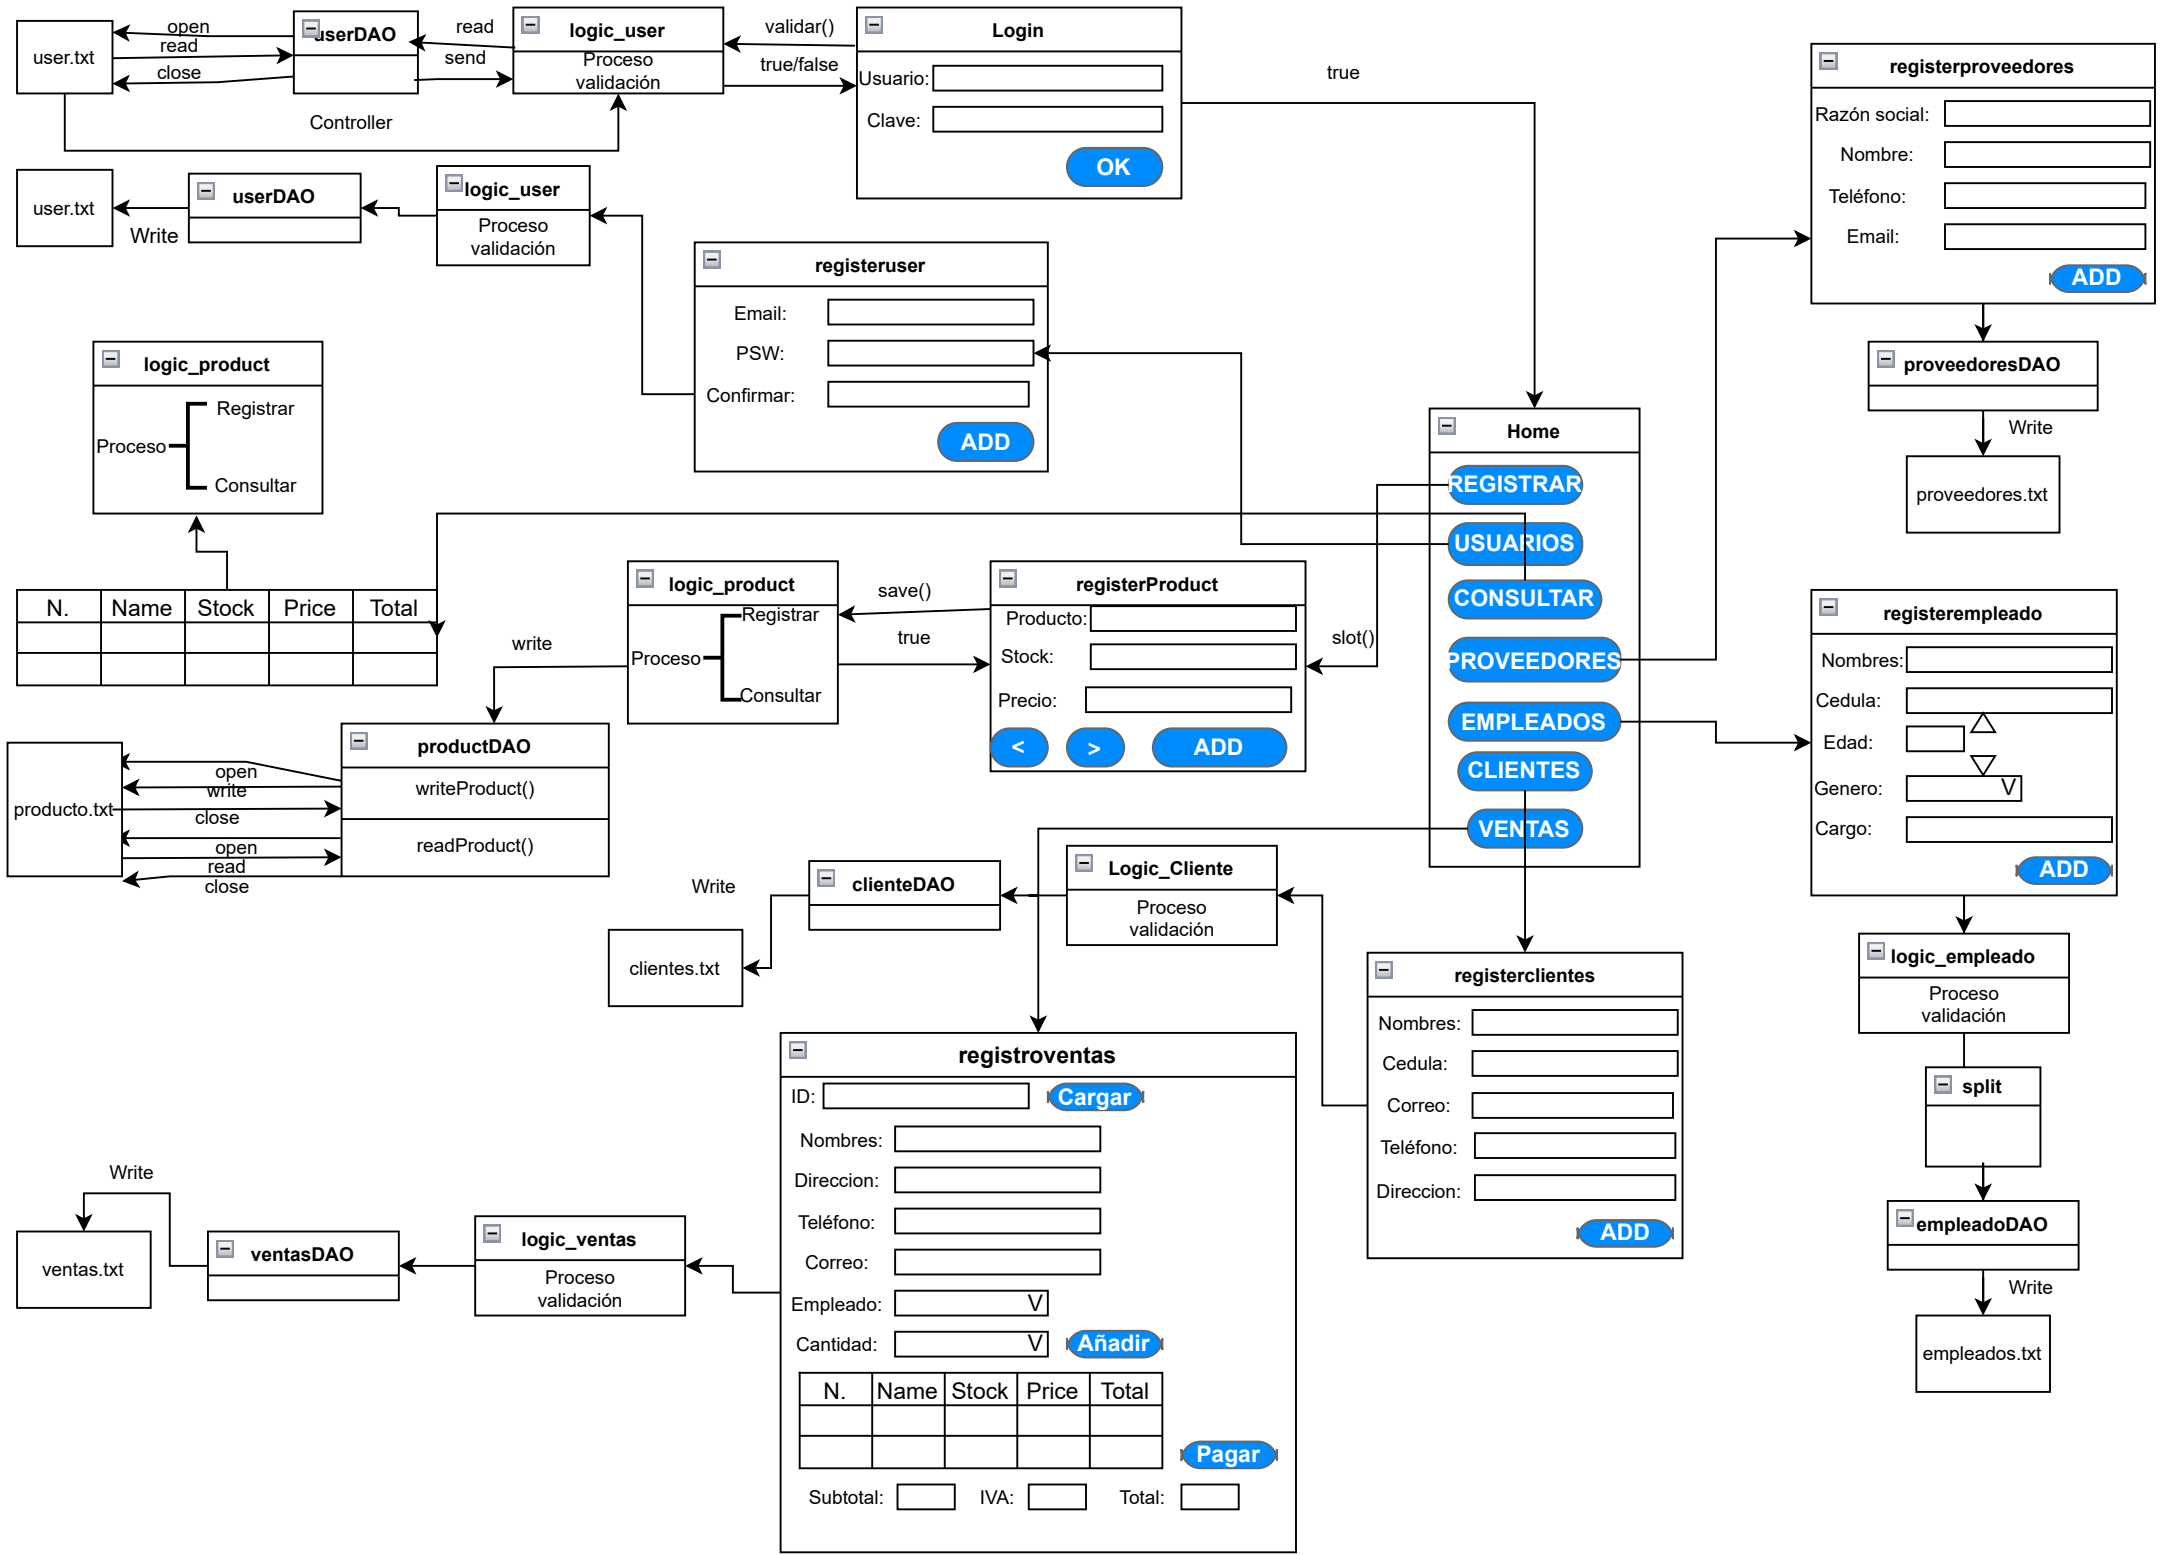 user.txt
open
read
close
userDAO
read
send
logic_user
Proceso
validación
validar()
true/false
Controller
Login
Usuario:
Clave:
OK
true
user.txt
Write
userDAO
logic_user
Proceso
validación
registeruser
Email:
PSW:
Confirmar:
ADD
registerproveedores
Razón social:
Nombre:
Teléfono:
Email:
ADD
proveedoresDAO
Write
proveedores.txt
logic_product
Proceso
Registrar
Consultar
N. Name Stock Price Total
Home
REGISTRAR
USUARIOS
CONSULTAR
PROVEEDORES
EMPLEADOS
CLIENTES
VENTAS
slot()
registerProduct
Producto:
Stock:
Precio:
< > ADD
save()
true
logic_product
Registrar
Proceso
Consultar
write
productDAO
writeProduct()
readProduct()
producto.txt
open
write
close
open
read
close
registerempleado
Nombres:
Cedula:
Edad:
Genero: V
Cargo:
ADD
logic_empleado
Proceso
validación
split
empleadoDAO
Write
empleados.txt
Logic_Cliente
Proceso
validación
clienteDAO
Write
clientes.txt
registerclientes
Nombres:
Cedula:
Correo:
Teléfono:
Direccion:
ADD
registroventas
ID: Cargar
Nombres:
Direccion:
Teléfono:
Correo:
Empleado: V
Cantidad: V Añadir
N. Name Stock Price Total
Pagar
Subtotal: IVA: Total:
logic_ventas
Proceso
validación
ventasDAO
Write
ventas.txt